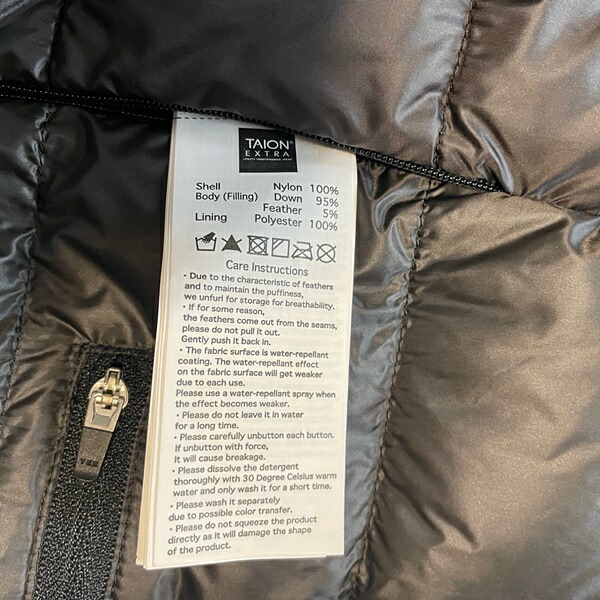 TAION®
EXTRA
Shell Nylon 100%
Body (Filling) Down 95%
Feather 5%
Lining Polyester 100%
Care Instructions
• Due to the characteristic of feathers
and to maintain the puffiness,
we unfurl for storage for breathability.
• If for some reason,
the feathers come out from the seams,
please do not pull it out.
Gently push it back in.
• The fabric surface is water-repellant
coating. The water-repellant effect
on the fabric surface will get weaker
due to each use.
Please use a water-repellant spray when
the effect becomes weaker.
• Please do not leave it in water
for a long time.
• Please carefully unbutton each button.
If unbutton with force,
It will cause breakage.
• Please dissolve the detergent
thoroughly with 30 Degree Celsius warm
water and only wash it for a short time.
• Please wash it separately
due to possible color transfer.
• Please do not squeeze the product
directly as it will damage the shape
of the product.